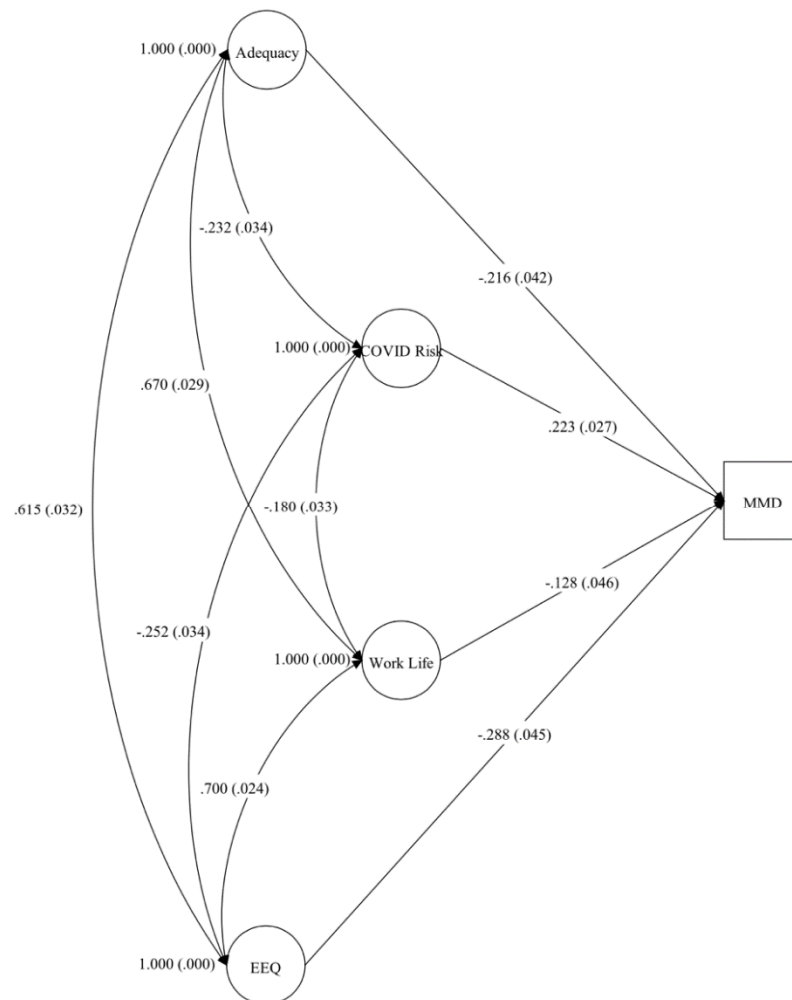 1.000 (.000)
Adequacy
-.232 (.034)
-.216 (.042)
1.000 (.000)
COVID Risk
.670 (.029)
.223 (.027)
.615 (.032)
-.180 (.033)
MMD
-.128 (.046)
-.252 (.034)
1.000 (.000)
Work Life
-.288 (.045)
.700 (.024)
1.000 (.000)
EEQ